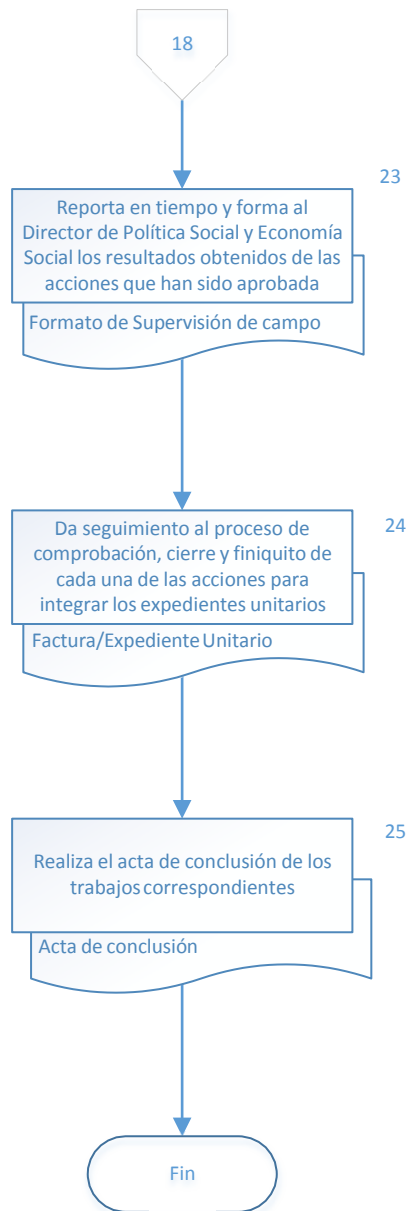 18
23
Reporta en tiempo y forma al
Director de Política Social y Economía
Social los resultados obtenidos de las
acciones que han sido aprobada
Formato de Supervisión de campo
24
Da seguimiento al proceso de
comprobación, cierre y finiquito de
cada una de las acciones para
integrar los expedientes unitarios
Factura/Expediente Unitario
25
Realiza el acta de conclusión de los
trabajos correspondientes
Acta de conclusión
Fin